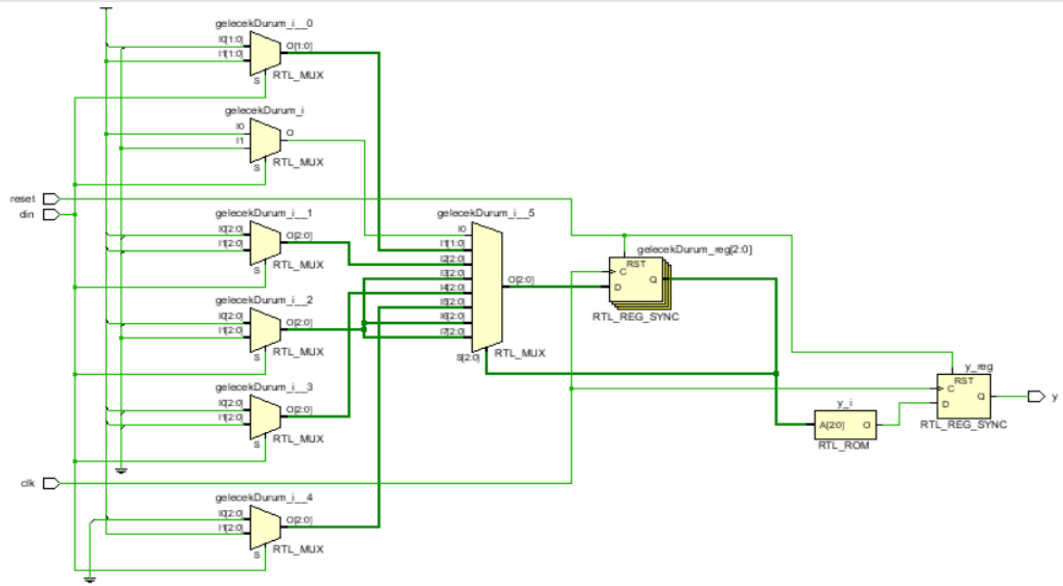 gelecekDurum_i__0
I0[1:0]
I1[1:0]
O[1:0]
S
RTL_MUX
gelecekDurum_i
I0
I1
O
S
RTL_MUX
reset
din
gelecekDurum_i__1
I0[2:0]
I1[2:0]
O[2:0]
S
RTL_MUX
gelecekDurum_i__2
I0[2:0]
I1[2:0]
O[2:0]
S
RTL_MUX
gelecekDurum_i__3
I0[2:0]
I1[2:0]
O[2:0]
S
RTL_MUX
clk
gelecekDurum_i__4
I0[2:0]
I1[2:0]
O[2:0]
S
RTL_MUX
gelecekDurum_i__5
I0
I1[1:0]
I2[2:0]
I3[2:0]
I4[2:0]
I5[2:0]
I6[2:0]
I7[2:0]
O[2:0]
S[2:0]
RTL_MUX
gelecekDurum_reg[2:0]
RST
C
D
Q
RTL_REG_SYNC
y_i
A[2:0]
O
RTL_ROM
y_reg
RST
C
D
Q
RTL_REG_SYNC
y